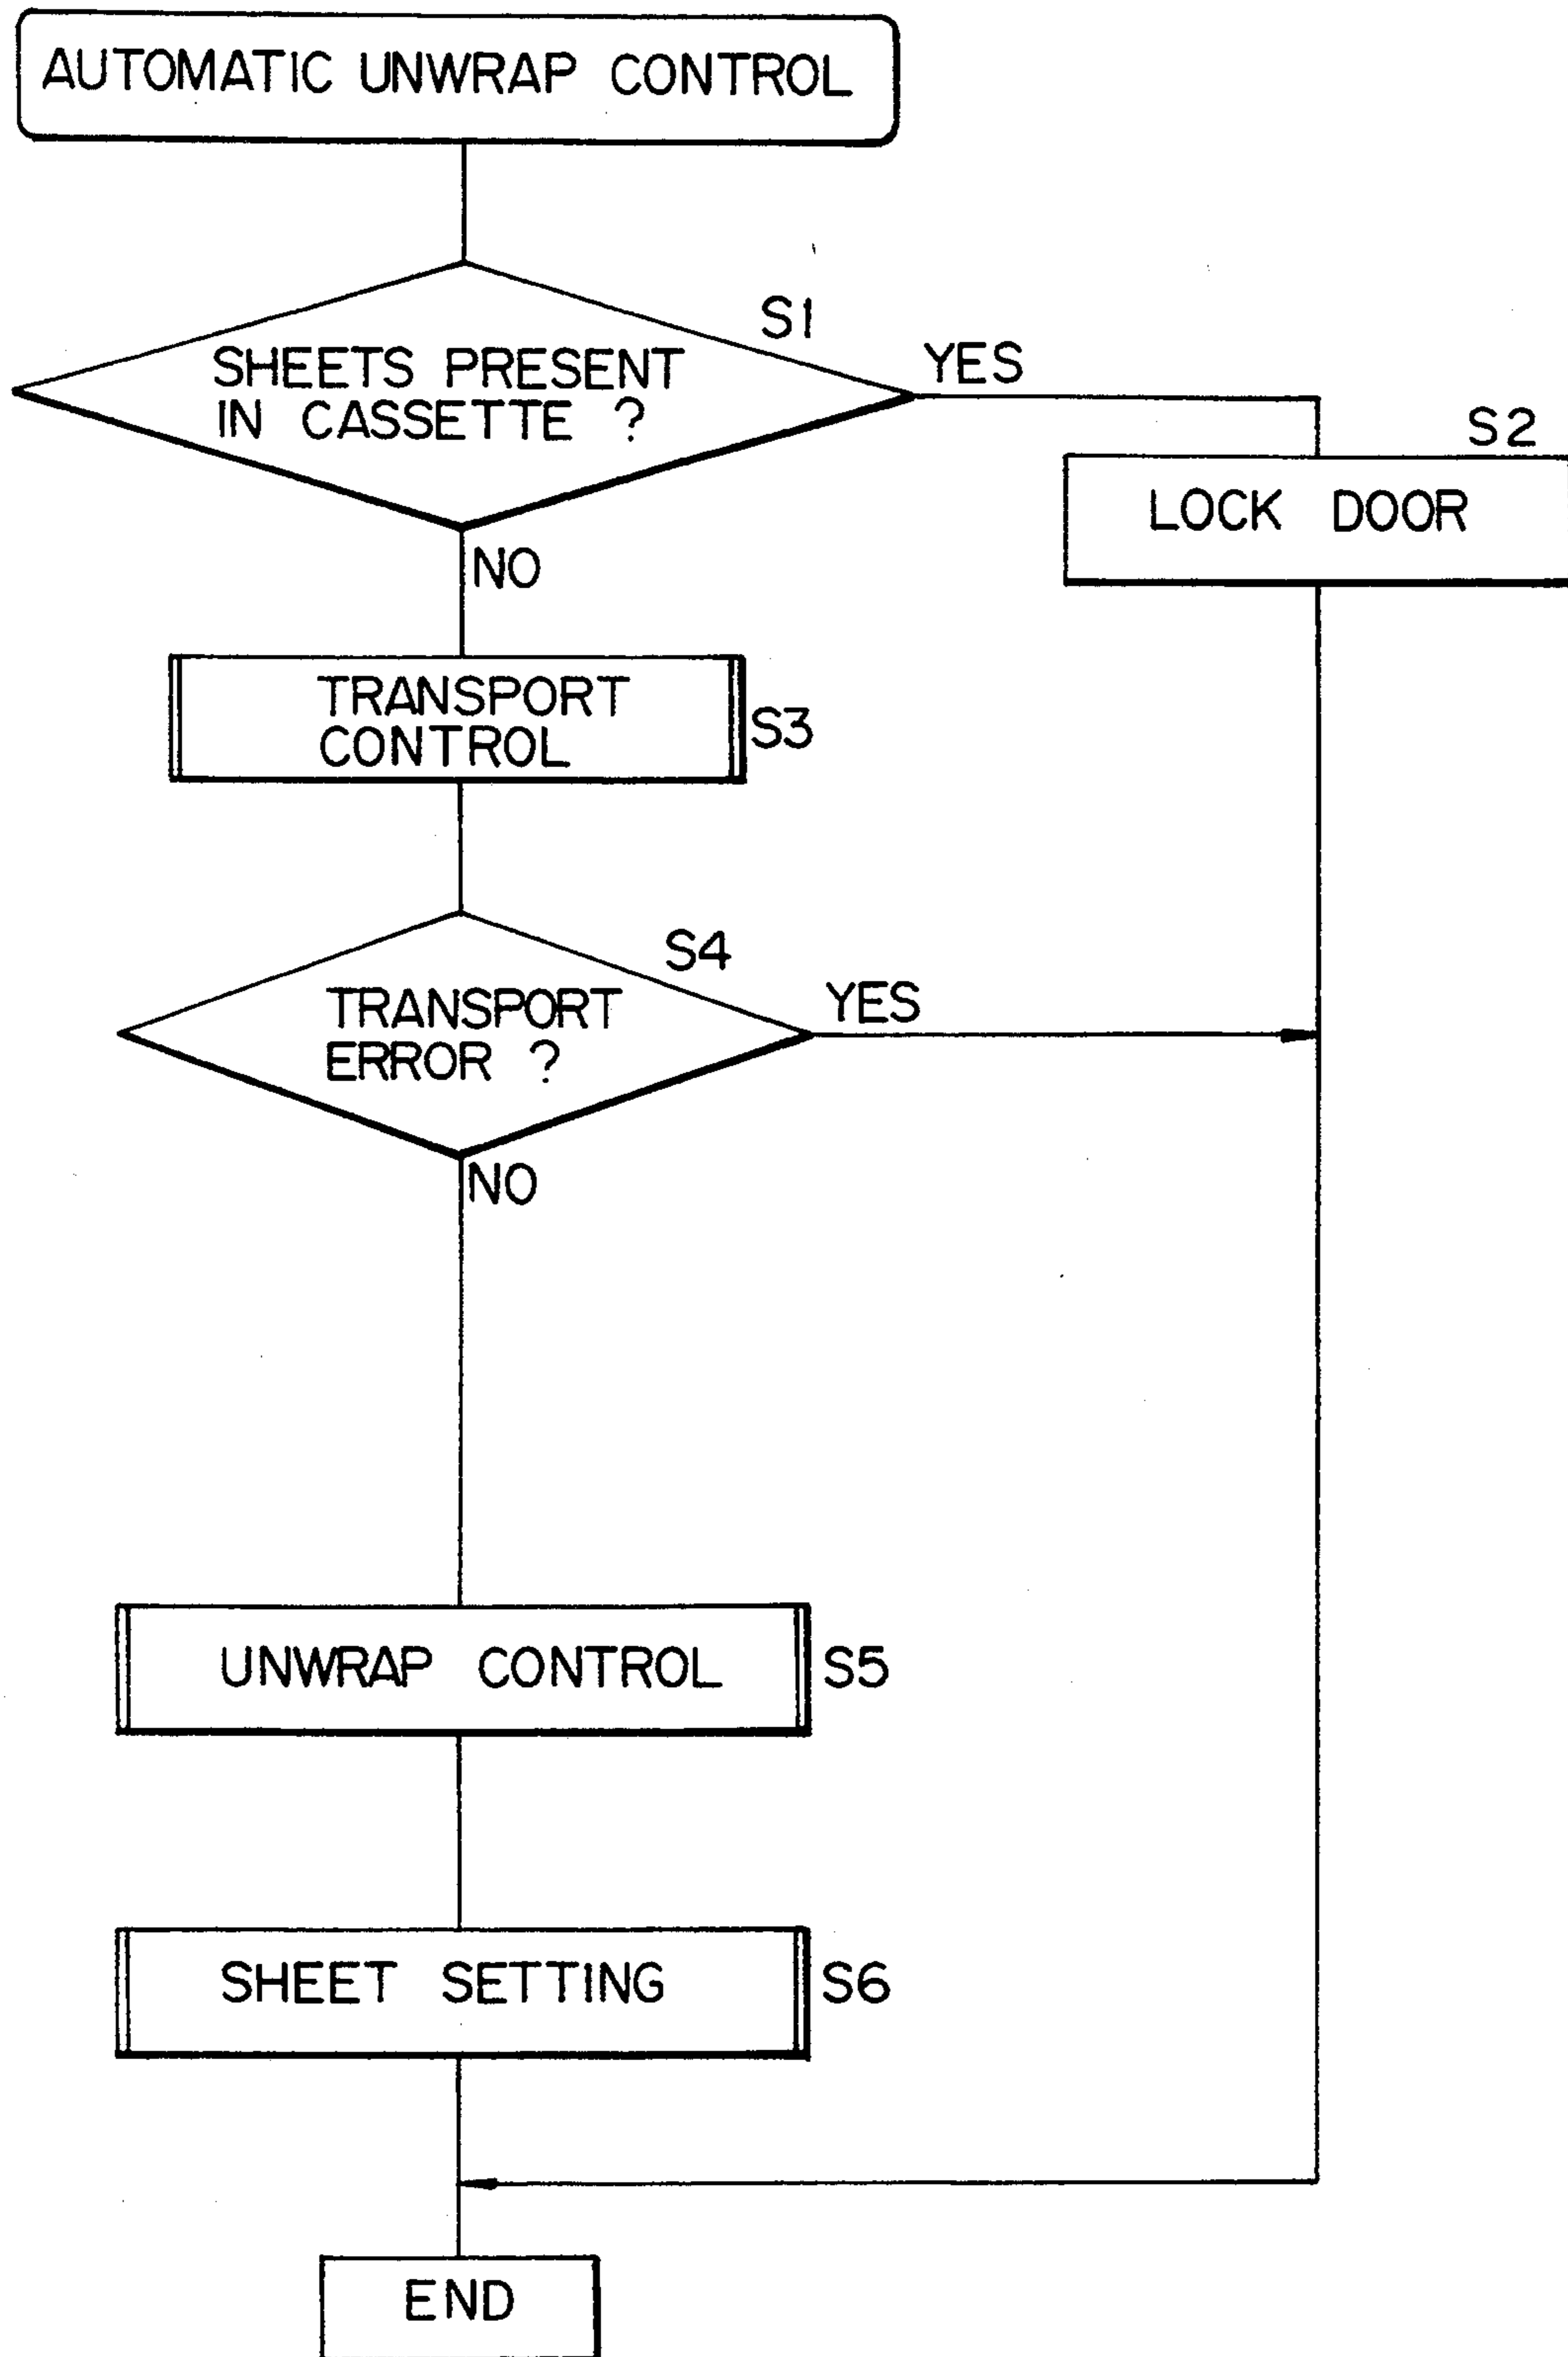 AUTOMATIC UNWRAP CONTROL
S1
SHEETS PRESENT
IN CASSETTE ?
YES
S2
LOCK DOOR
NO
TRANSPORT
CONTROL
S3
S4
TRANSPORT
ERROR ?
YES
NO
UNWRAP CONTROL
S5
SHEET SETTING
S6
END